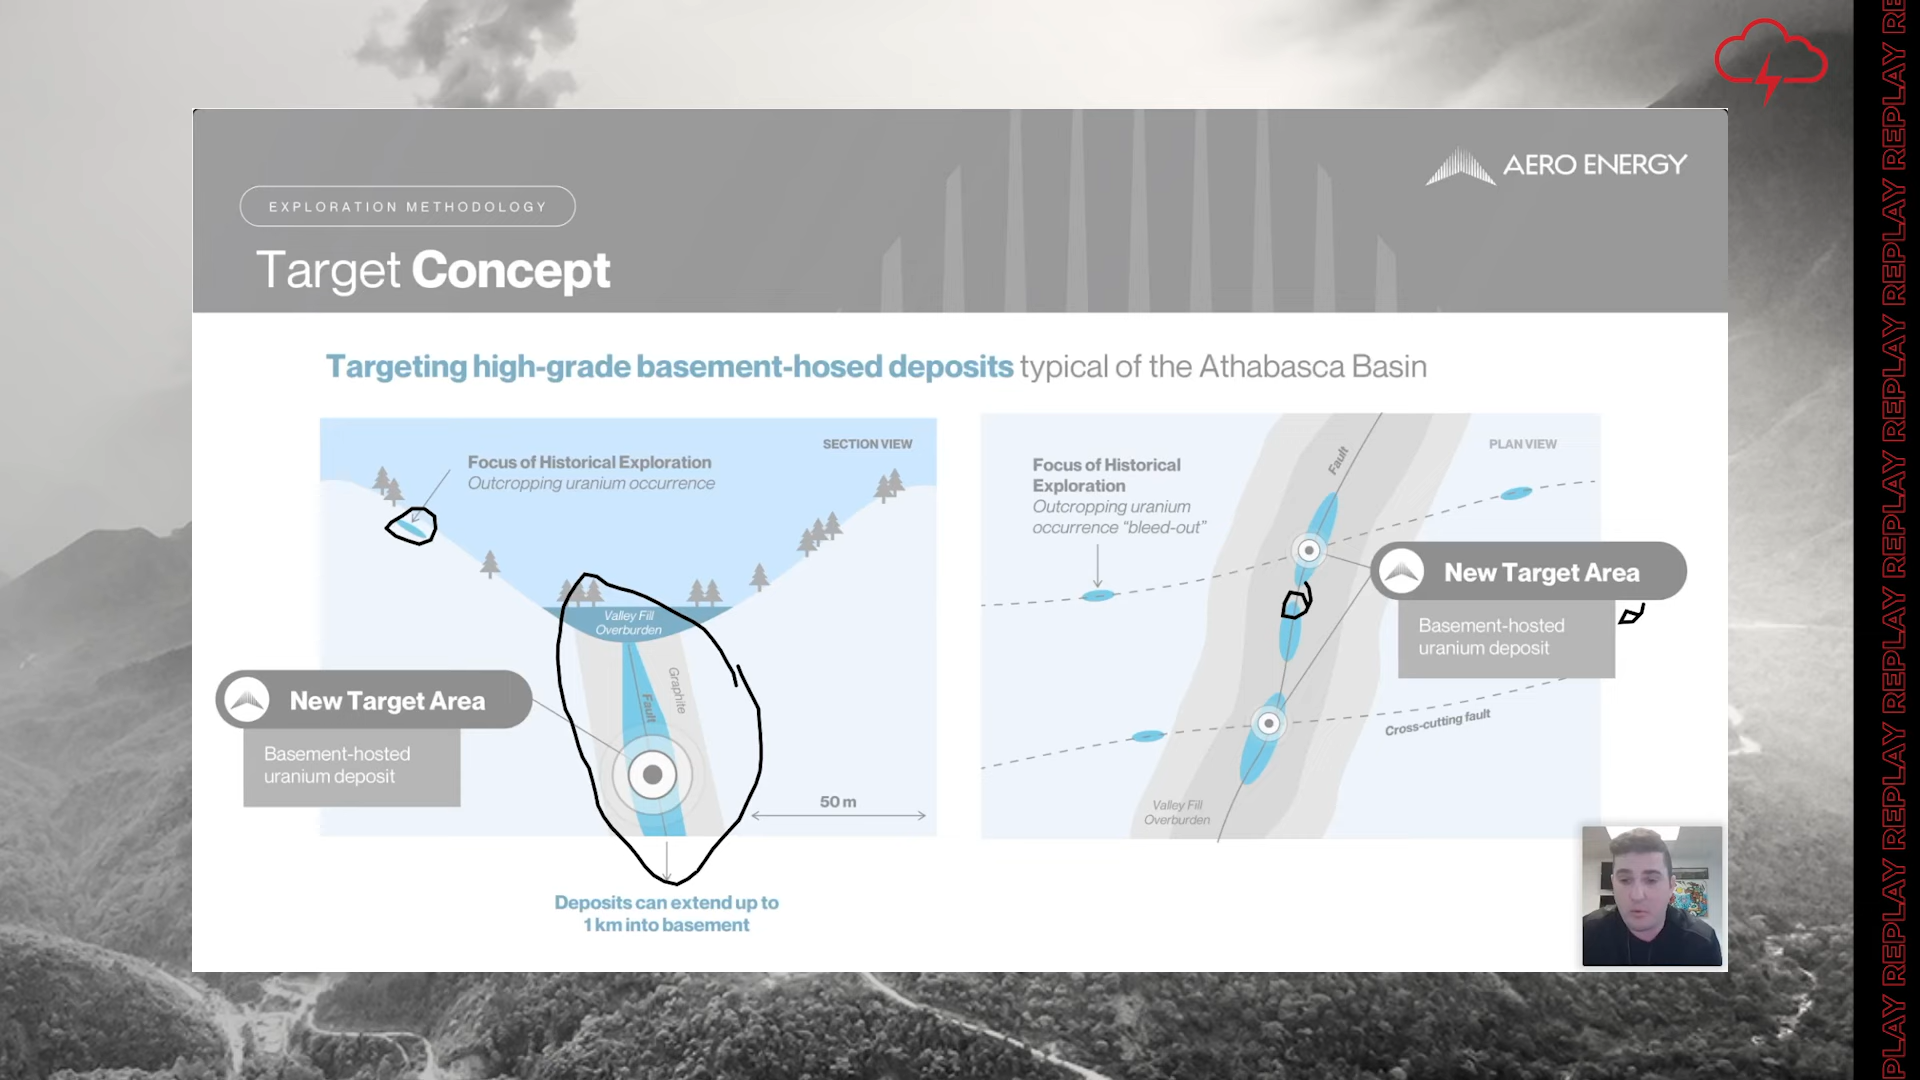 AERO ENERGY
EXPLORATION METHODOLOGY
Target Concept
Targeting high-grade basement-hosed deposits typical of the Athabasca Basin
SECTION VIEW
Focus of Historical Exploration
Outcropping uranium occurrence
Valley Fill
Overburden
Graphite
Fault
New Target Area
Basement-hosted
uranium deposit
50 m
Deposits can extend up to
1 km into basement
PLAN VIEW
Focus of Historical
Exploration
Outcropping uranium
occurrence "bleed-out"
Fault
New Target Area
Basement-hosted
uranium deposit
Cross-cutting fault
Valley Fill
Overburden
REPLAY REPLAY REPLAY REPLAY REPLAY REPLAY REPLAY